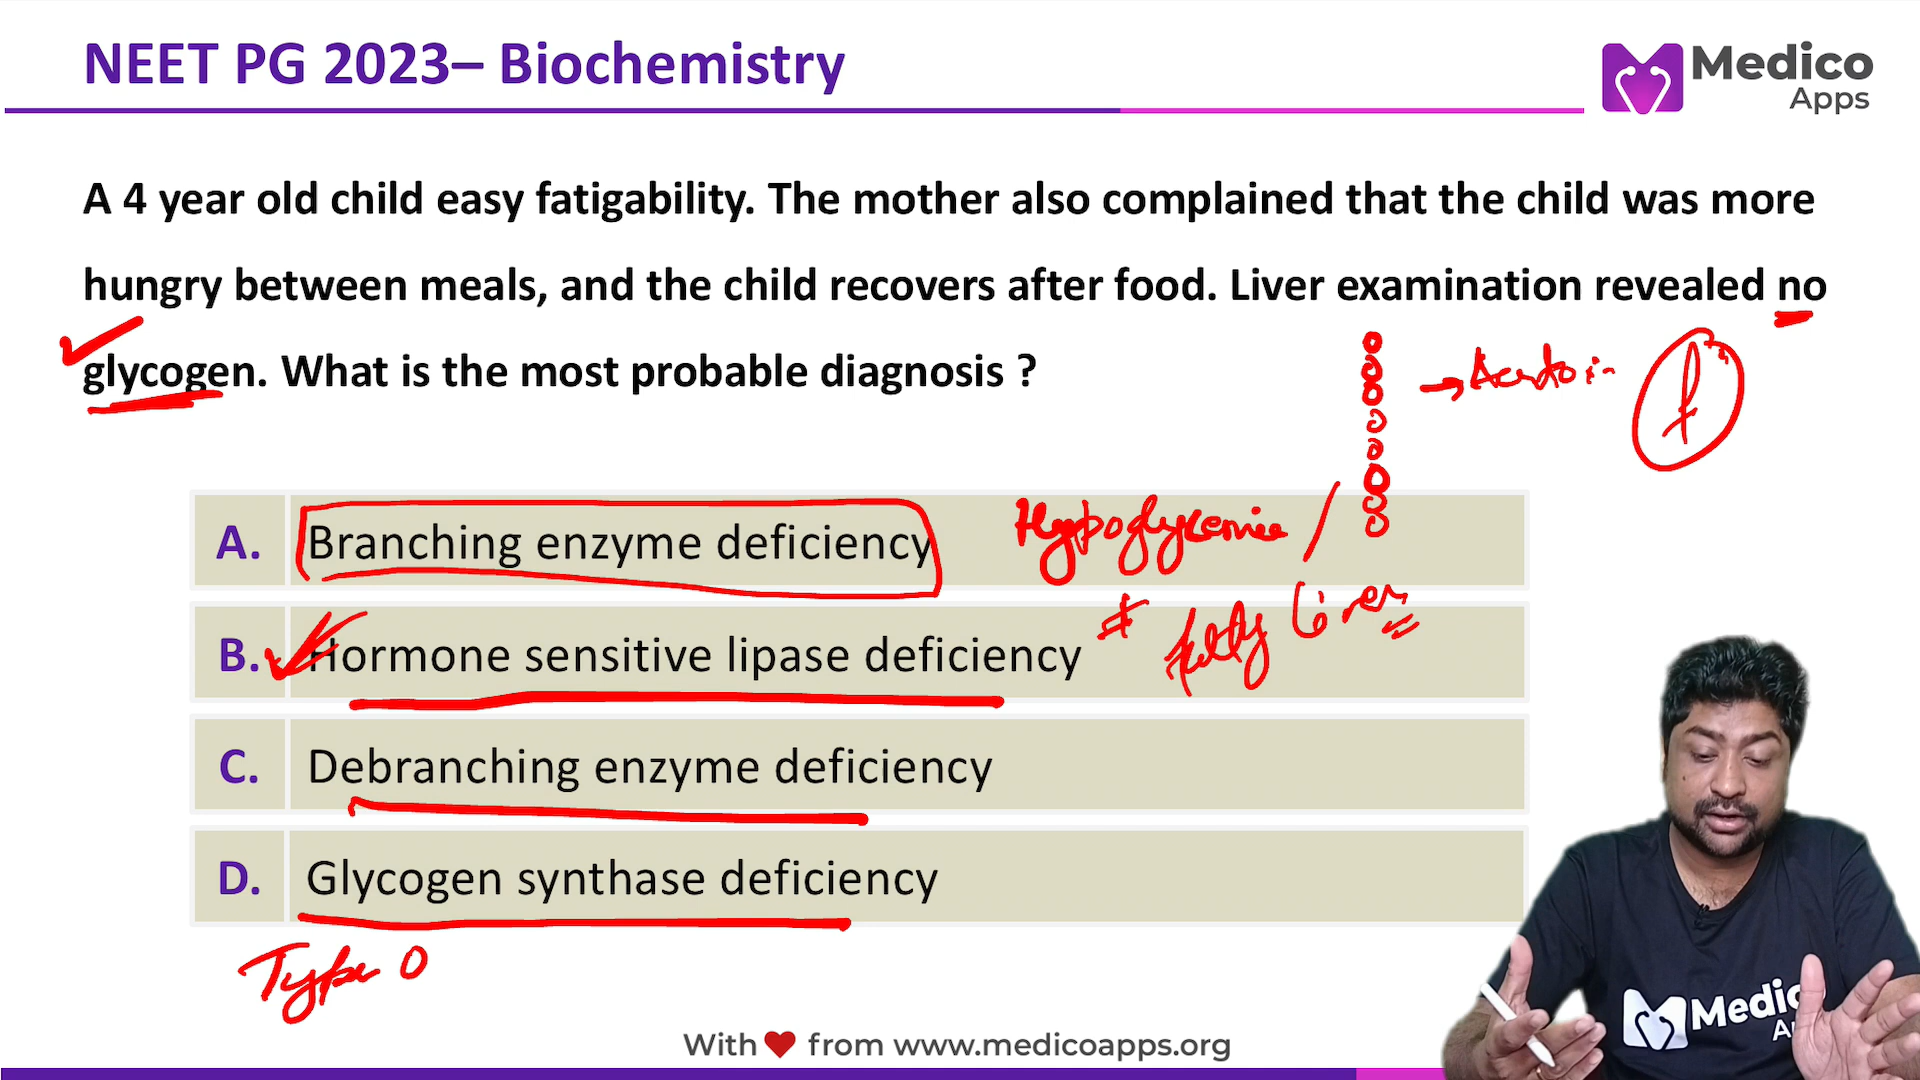 NEET PG 2023– Biochemistry
Medico
Apps
A 4 year old child easy fatigability. The mother also complained that the child was more
hungry between meals, and the child recovers after food. Liver examination revealed no
glycogen. What is the most probable diagnosis ?
A. Branching enzyme deficiency
Hypoglycemia /
B. Hormone sensitive lipase deficiency
* fatty liver
C. Debranching enzyme deficiency
D. Glycogen synthase deficiency
Type 0
With ❤ from www.medicoapps.org
Medic